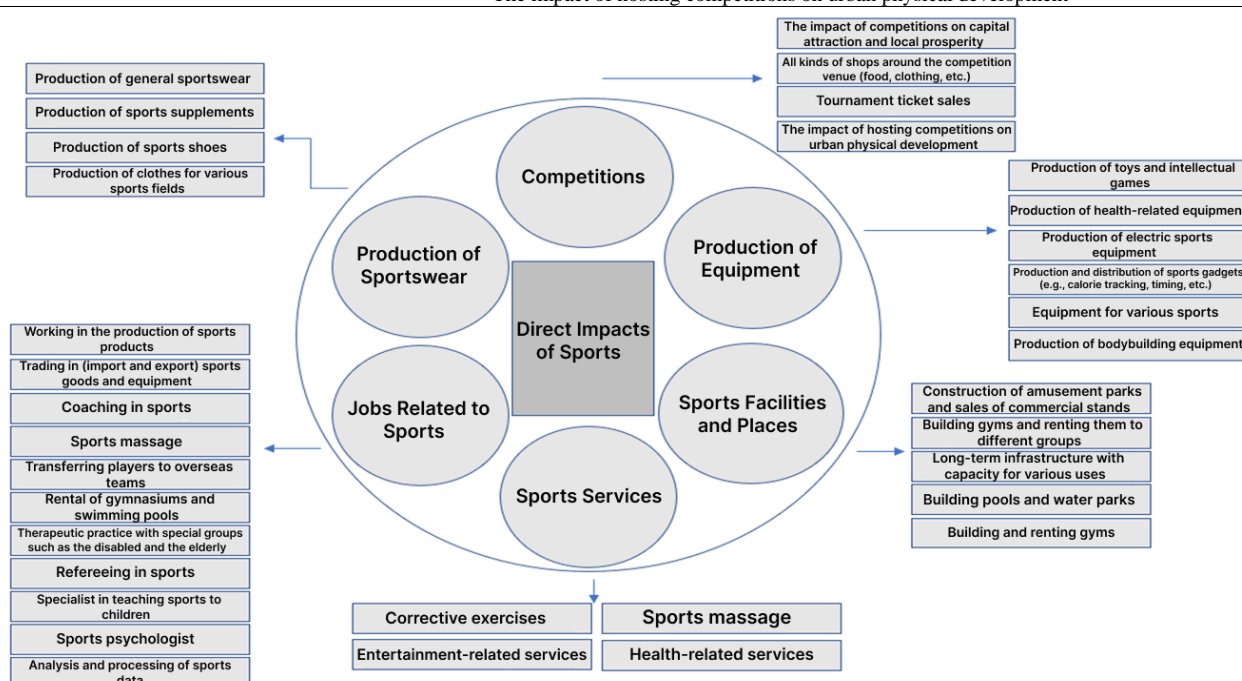 The impact of hosting competitions on urban physical development
The impact of competitions on capital
attraction and local prosperity
All kinds of shops around the competition
venue (food, clothing, etc.)
Tournament ticket sales
The impact of hosting competitions on
urban physical development
Production of general sportswear
Production of sports supplements
Production of sports shoes
Production of clothes for various
sports fields
Competitions
Production of
Sportswear
Production of
Equipment
Direct Impacts
of Sports
Jobs Related to
Sports
Sports Facilities
and Places
Sports Services
Production of toys and intellectual
games
Production of health-related equipmen
Production of electric sports
equipment
Production and distribution of sports gadgets
(e.g., calorie tracking, timing, etc.)
Equipment for various sports
Production of bodybuilding equipment
Working in the production of sports
products
Trading in (import and export) sports
goods and equipment
Coaching in sports
Sports massage
Transferring players to overseas
teams
Rental of gymnasiums and
swimming pools
Therapeutic practice with special groups
such as the disabled and the elderly
Refereeing in sports
Specialist in teaching sports to
children
Sports psychologist
Analysis and processing of sports
data
Construction of amusement parks
and sales of commercial stands
Building gyms and renting them to
different groups
Long-term infrastructure with
capacity for various uses
Building pools and water parks
Building and renting gyms
Corrective exercises
Sports massage
Entertainment-related services
Health-related services